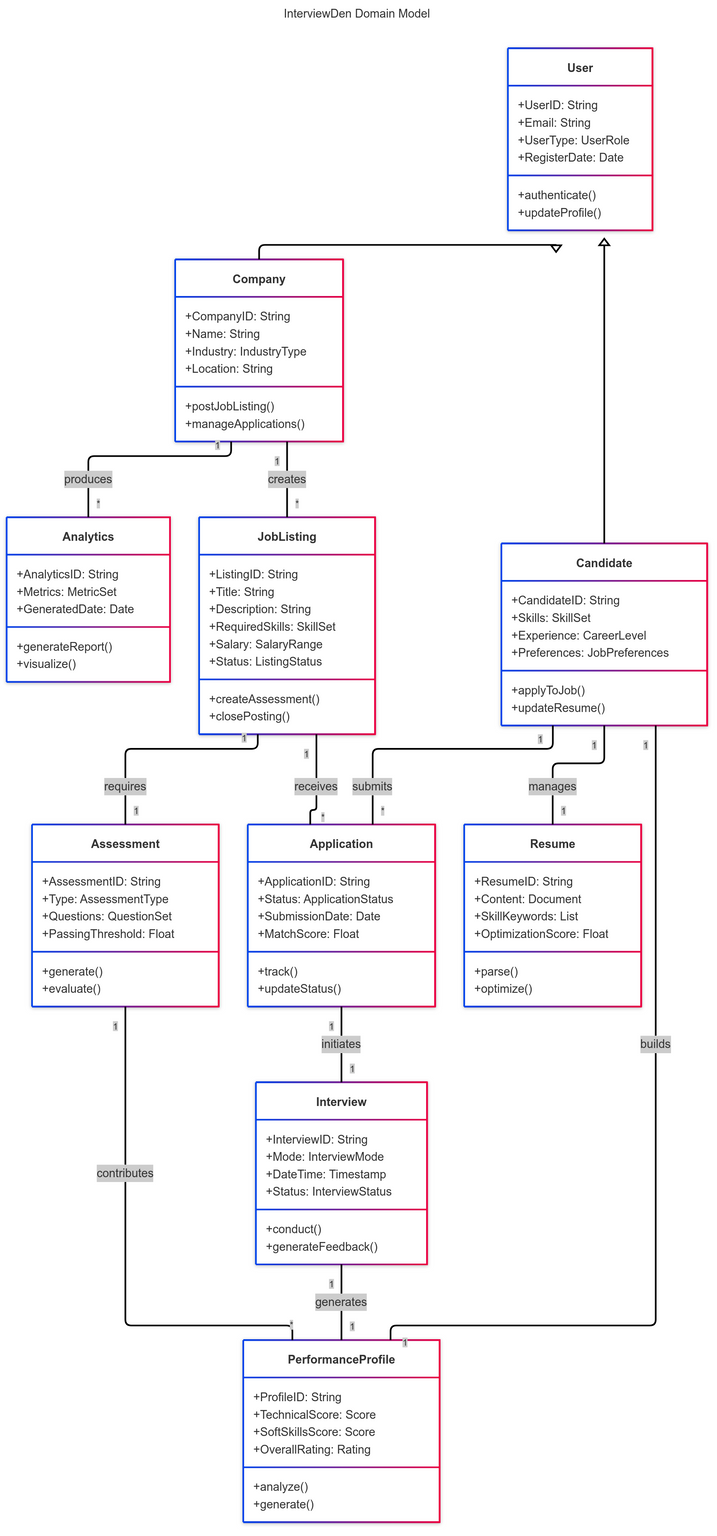 InterviewDen Domain Model
User
+UserID: String
+Email: String
+UserType: UserRole
+RegisterDate: Date
+authenticate()
+updateProfile()
Company
+CompanyID: String
+Name: String
+Industry: IndustryType
+Location: String
+postJobListing()
+manageApplications()
1
1
produces
creates
*
*
Analytics
+AnalyticsID: String
+Metrics: MetricSet
+GeneratedDate: Date
+generateReport()
+visualize()
JobListing
+ListingID: String
+Title: String
+Description: String
+RequiredSkills: SkillSet
+Salary: SalaryRange
+Status: ListingStatus
+createAssessment()
+closePosting()
Candidate
+CandidateID: String
+Skills: SkillSet
+Experience: CareerLevel
+Preferences: JobPreferences
+applyToJob()
+updateResume()
1
1
1
1
1
requires
receives
submits
manages
1
*
*
1
Assessment
+AssessmentID: String
+Type: AssessmentType
+Questions: QuestionSet
+PassingThreshold: Float
+generate()
+evaluate()
Application
+ApplicationID: String
+Status: ApplicationStatus
+SubmissionDate: Date
+MatchScore: Float
+track()
+updateStatus()
Resume
+ResumeID: String
+Content: Document
+SkillKeywords: List
+OptimizationScore: Float
+parse()
+optimize()
1
1
initiates
builds
1
Interview
+InterviewID: String
+Mode: InterviewMode
+DateTime: Timestamp
+Status: InterviewStatus
+conduct()
+generateFeedback()
contributes
1
generates
*
1
1
PerformanceProfile
+ProfileID: String
+TechnicalScore: Score
+SoftSkillsScore: Score
+OverallRating: Rating
+analyze()
+generate()